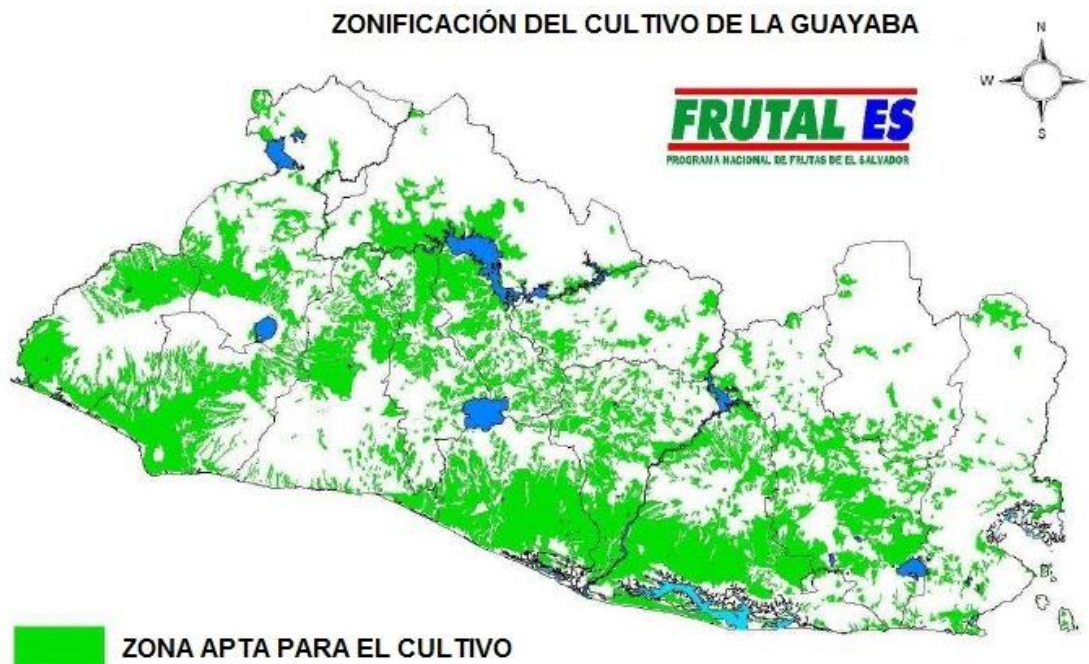 ZONIFICACIÓN DEL CULTIVO DE LA GUAYABA
N
W
S
FRUTAL ES
PROGRAMA NACIONAL DE FRUTAS DE EL SALVADOR
ZONA APTA PARA EL CULTIVO